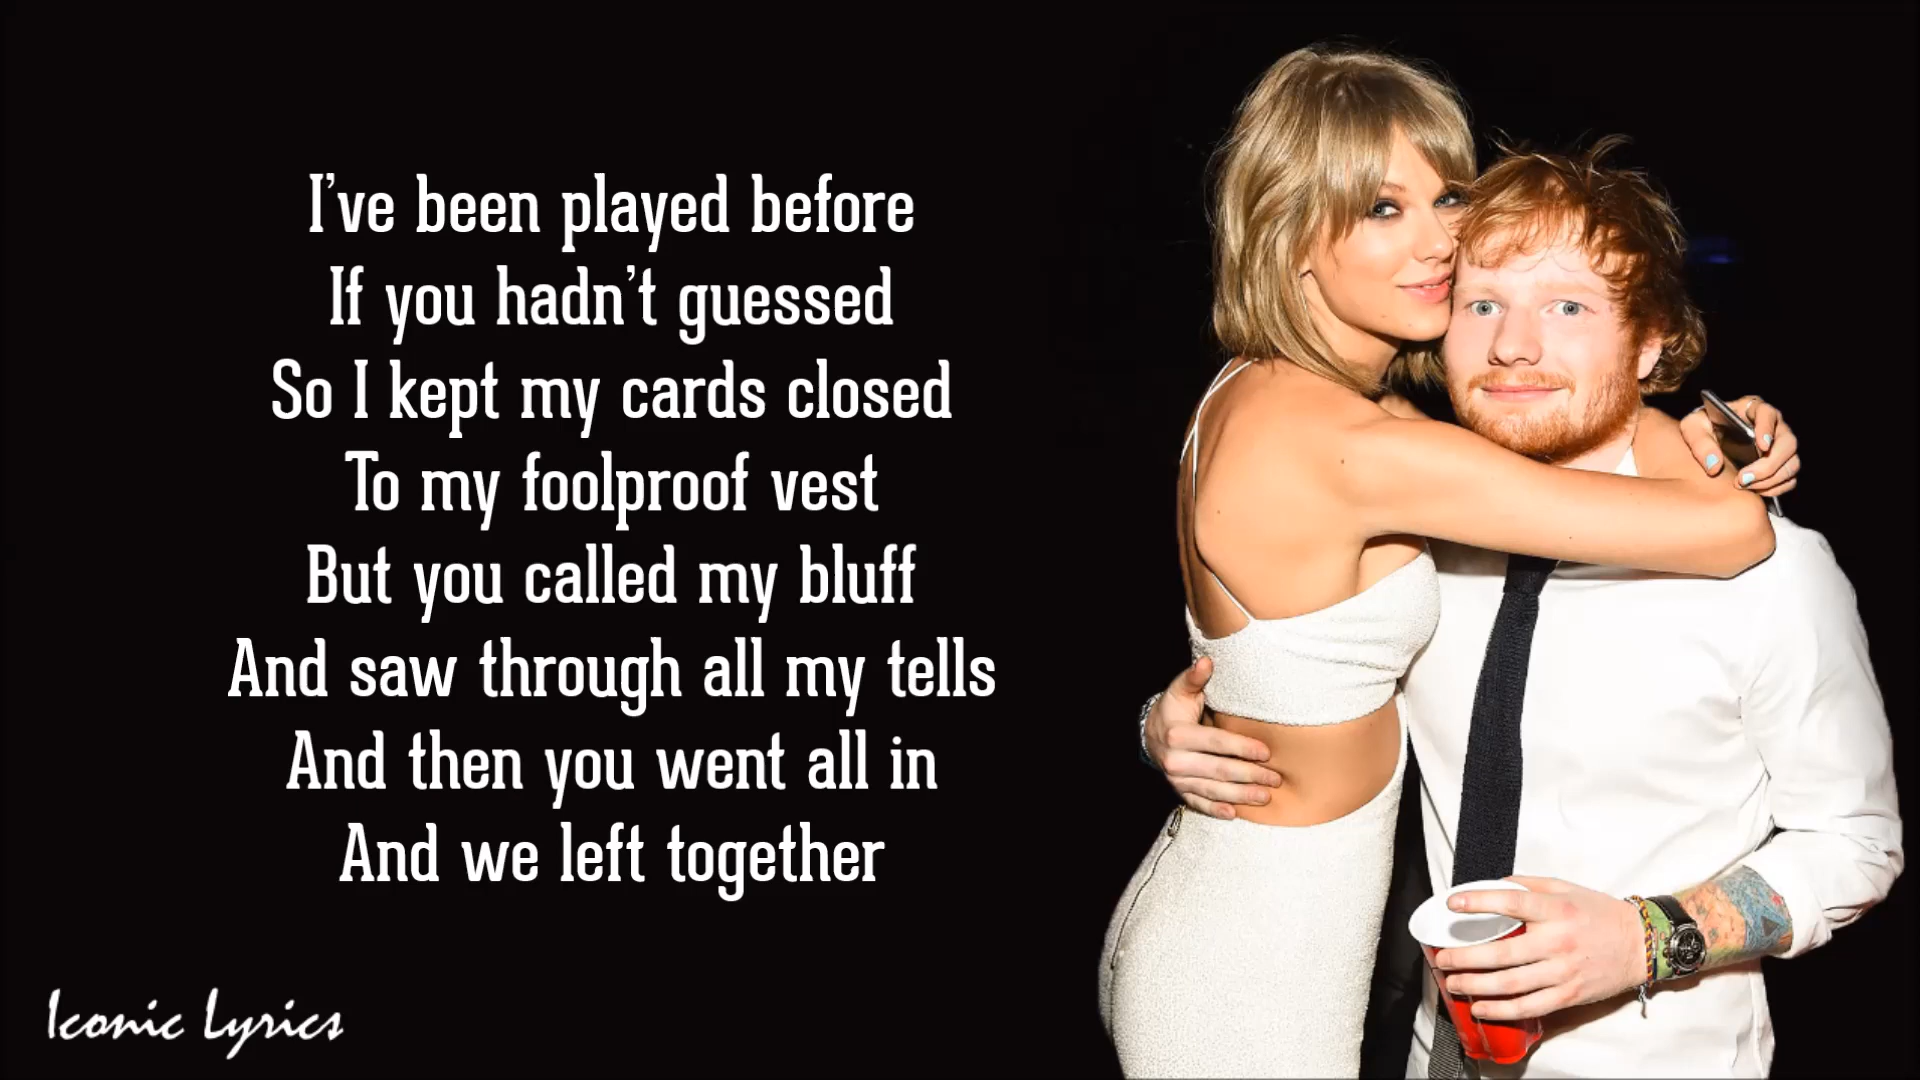 I've been played before
If you hadn't guessed
So I kept my cards closed
To my foolproof vest
But you called my bluff
And saw through all my tells
And then you went all in
And we left together
Iconic Lyrics